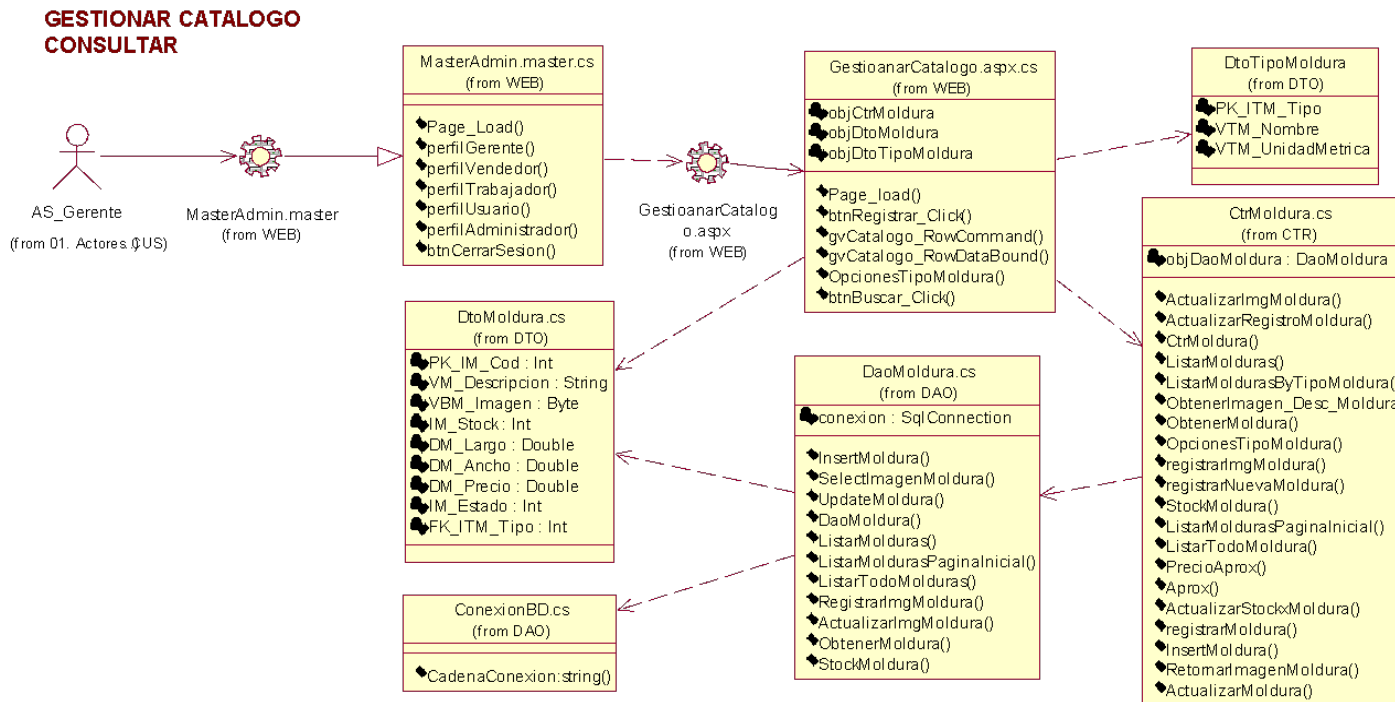 GESTIONAR CATALOGO
CONSULTAR
AS_Gerente
MasterAdmin.master
(from WEB)
MasterAdmin.master.cs
(from WEB)
Page_Load()
perfilGerente()
perfilVendedor()
perfilTrabajador()
perfilUsuario()
perfilAdministrador()
btnCerrarSesion()
GestioanarCatalog
o.aspx
(from WEB)
GestioanarCatalogo.aspx.cs
(from WEB)
objCtrMoldura
objDtoMoldura
objDtoTipoMoldura
Page_load()
btnRegistrar_Click()
gvCatalogo_RowCommand()
gvCatalogo_RowDataBound()
OpcionesTipoMoldura()
btnBuscar_Click()
DtoTipoMoldura
(from DTO)
PK_ITM_Tipo
VTM_Nombre
VTM_UnidadMetrica
DtoMoldura.cs
(from DTO)
PK_IM_Cod : Int
VM_Descripcion : String
VBM_Imagen : Byte
IM_Stock : Int
DM_Largo : Double
DM_Ancho : Double
DM_Precio : Double
IM_Estado : Int
FK_ITM_Tipo : Int
ConexionBD.cs
(from DAO)
CadenaConexion:string()
DaoMoldura.cs
(from DAO)
conexion : SqlConnection
InsertMoldura()
SelectImagenMoldura()
UpdateMoldura()
DaoMoldura()
ListarMolduras()
ListarMoldurasPaginaInicial()
ListarTodoMolduras()
RegistrarImgMoldura()
ActualizarImgMoldura()
ObtenerMoldura()
StockMoldura()
CtrMoldura.cs
(from CTR)
objDaoMoldura : DaoMoldura
ActualizarImgMoldura()
ActualizarRegistroMoldura()
CtrMoldura()
ListarMolduras()
ListarMoldurasByTipoMoldura(
ObtenerImagen_Desc_Moldura
ObtenerMoldura()
OpcionesTipoMoldura()
registrarImgMoldura()
registrarNuevaMoldura()
StockMoldura()
ListarMoldurasPaginaInicial()
ListarTodoMoldura()
PrecioAprox()
Aprox()
ActualizarStockxMoldura()
registrarMoldura()
InsertMoldura()
RetornarImagenMoldura()
ActualizarMoldura()